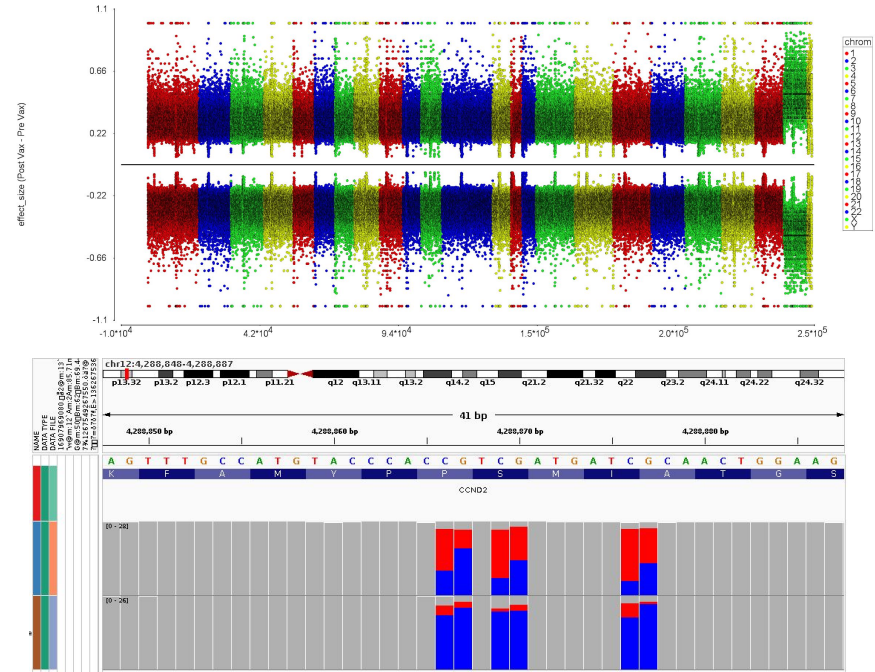 1.1
0.66
0.22
-0.22
-0.66
-1.1
effect_size (Post Vax - Pre Vax)
-1.0*10^4
4.2*10^4
9.4*10^4
1.5*10^5
2.0*10^5
2.5*10^5
chrom
1
2
3
4
5
6
7
8
9
10
11
12
13
14
15
16
17
18
19
20
21
22
X
Y
NAME
DATA TYPE
DATA FILE
chr12:4,288,848-4,288,887
p13.32 p13.2 p12.3 p12.1 p11.21 q12 q13.11 q13.2 q14.2 q15 q21.2 q21.32 q22 q23.2 q24.11 q24.22 q24.32
41 bp
4,288,850 bp 4,288,860 bp 4,288,870 bp 4,288,880 bp
A G T T T G C C A T G T A C C C A C C G T C G A T G A T C G C A A C T G G A A G
K F A M Y P P S M I A T G S
CCND2
[0 - 28]
[0 - 26]